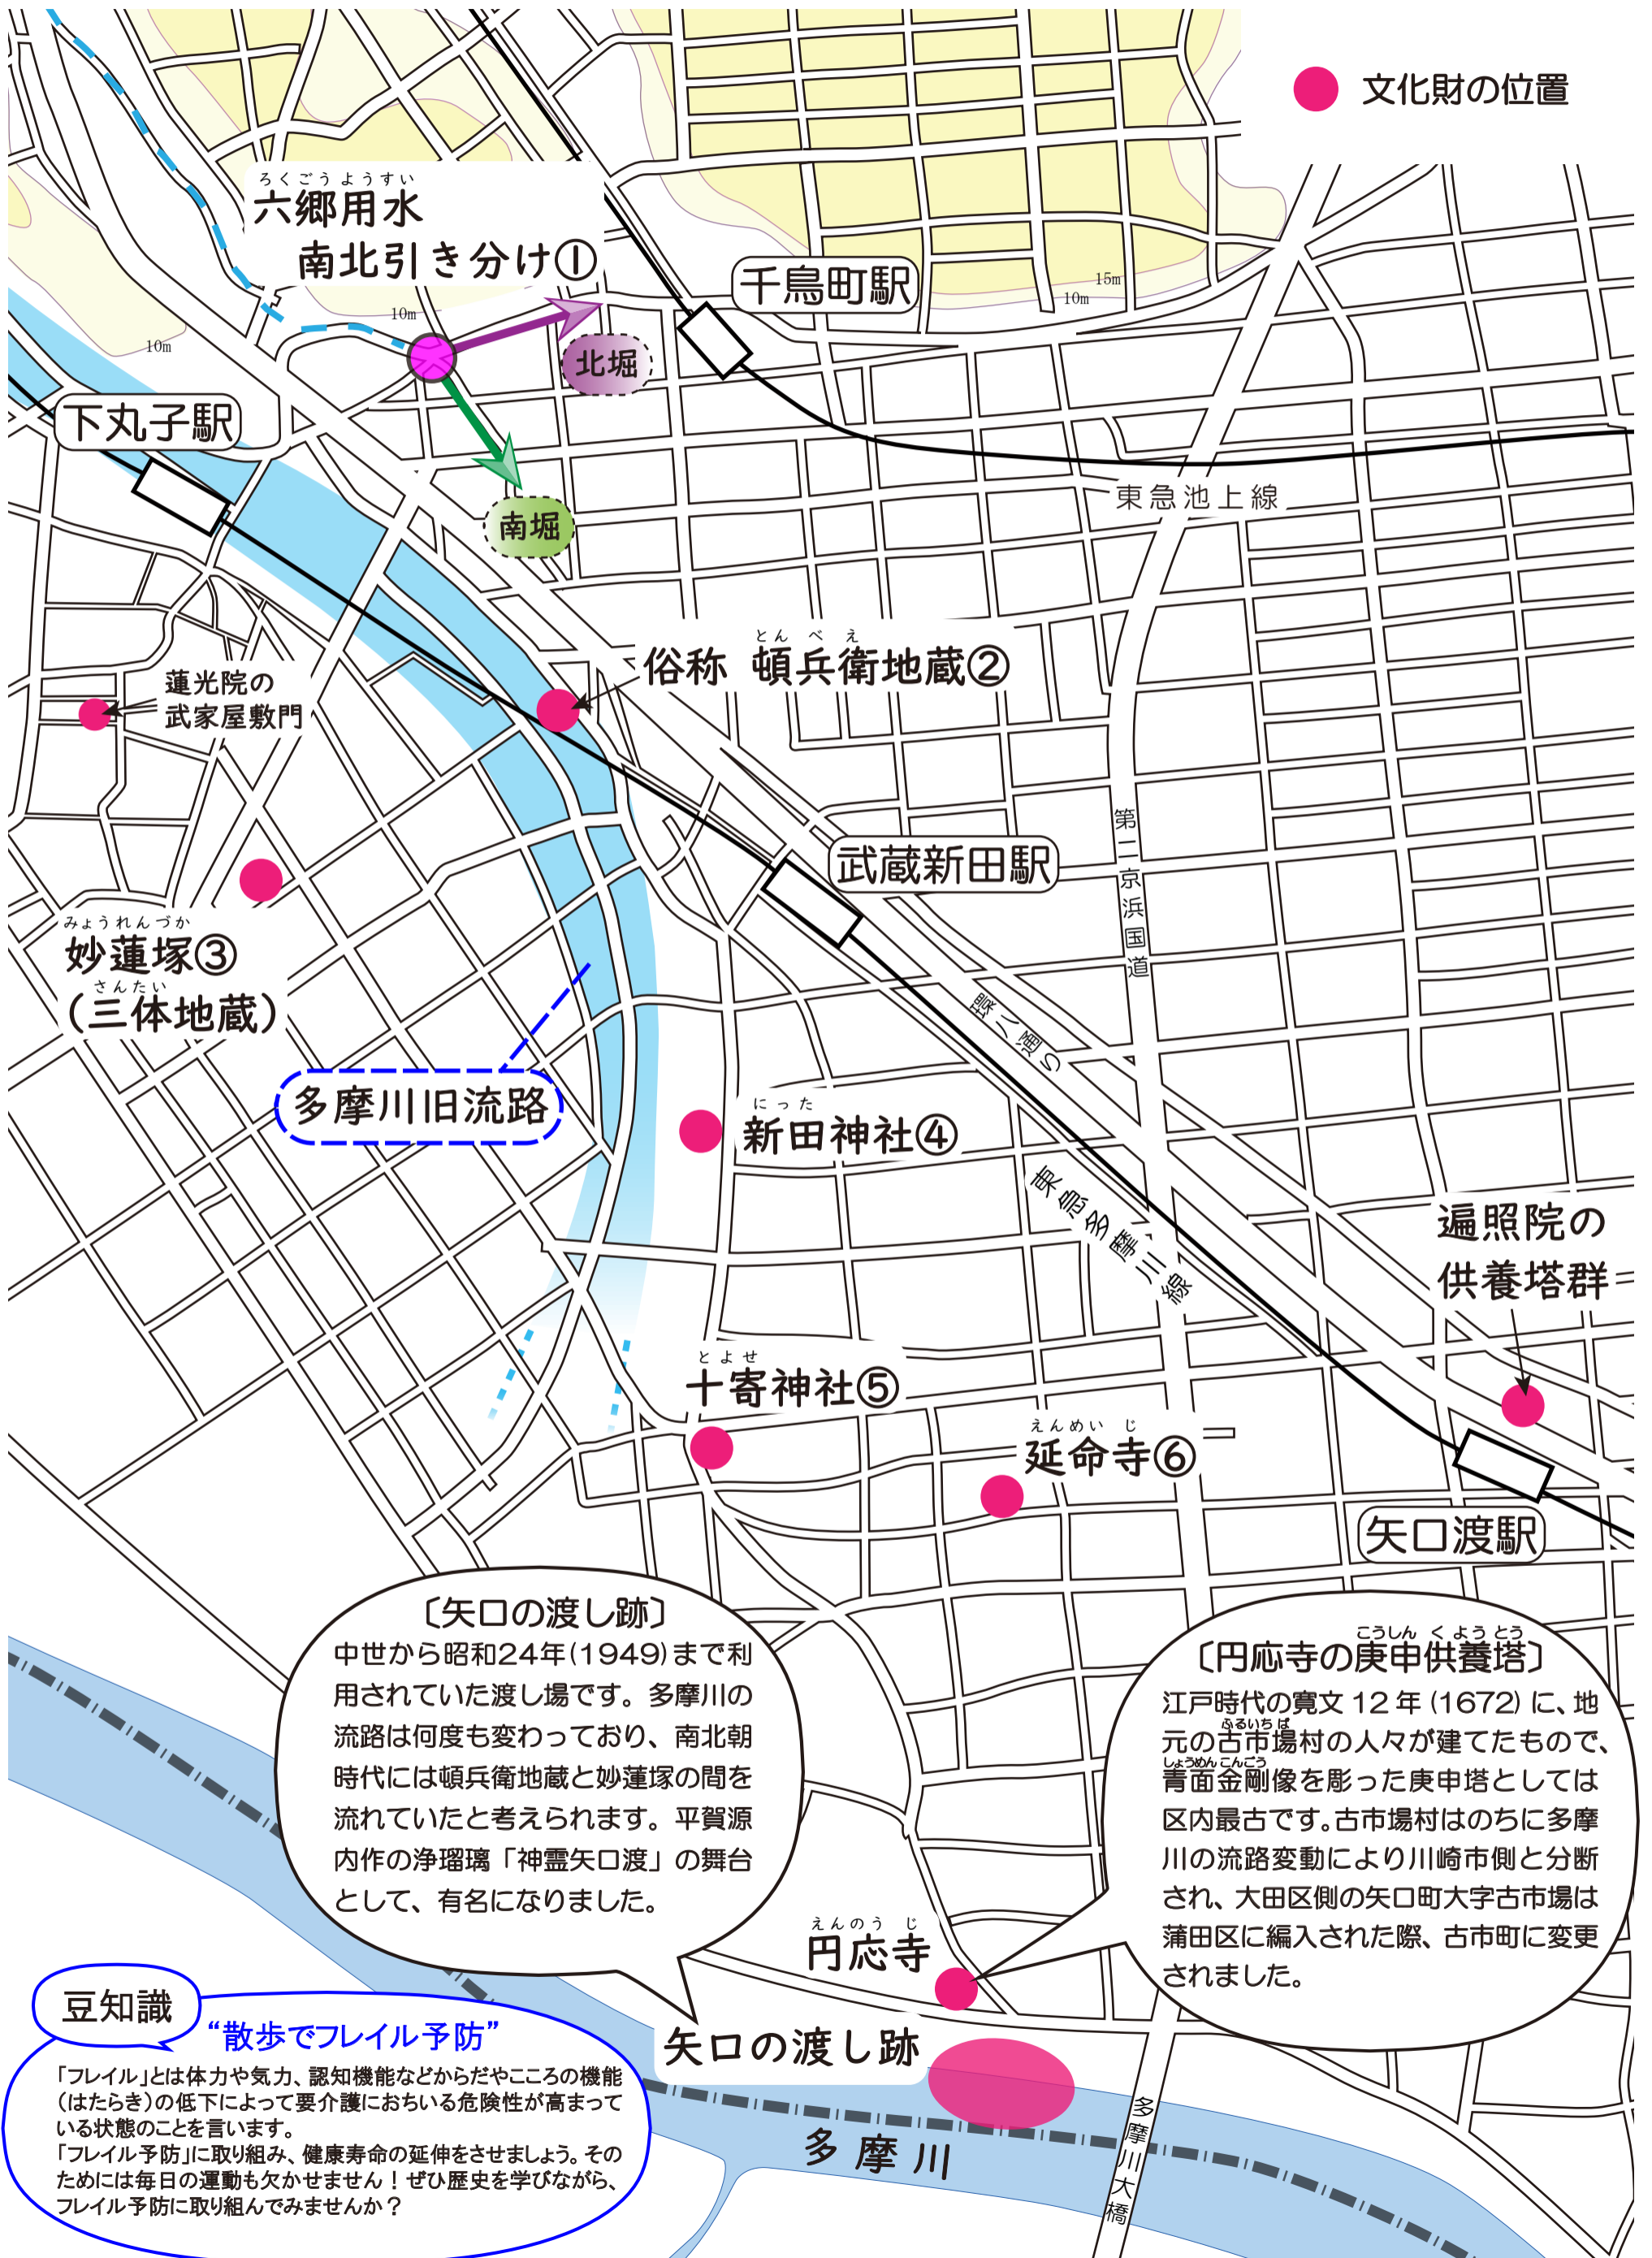 文化財の位置
ろくごうようすい
六郷用水
南北引き分け①
千鳥町駅
15m
10m
10m
10m
北堀
下丸子駅
南堀
東急池上線
とんべえ
俗称 頓兵衛地蔵②
蓮光院の
武家屋敷門
第二京浜国道
武蔵新田駅
みょうれんづか
妙蓮塚③
さんたい
(三体地蔵)
環八通り
多摩川旧流路
にった
新田神社④
東急多摩川線
遍照院の
供養塔群
とよせ
十寄神社⑤
えんめいじ
延命寺⑥
矢口渡駅
〔矢口の渡し跡〕
中世から昭和24年(1949)まで利
用されていた渡し場です。多摩川の
流路は何度も変わっており、南北朝
時代には頓兵衛地蔵と妙蓮塚の間を
流れていたと考えられます。平賀源
内作の浄瑠璃「神霊矢口渡」の舞台
として、有名になりました。
こうしんくようとう
〔円応寺の庚申供養塔〕
江戸時代の寛文 12 年 (1672) に、地
ふるいちば
元の古市場村の人々が建てたもので、
しょうめんこんごう
青面金剛像を彫った庚申塔としては
区内最古です。古市場村はのちに多摩
川の流路変動により川崎市側と分断
され、大田区側の矢口町大字古市場は
蒲田区に編入された際、古市町に変更
されました。
えんのうじ
円応寺
矢口の渡し跡
多摩川
多摩川大橋
豆知識
“散歩でフレイル予防”
「フレイル」とは体力や気力、認知機能などからだやこころの機能
(はたらき)の低下によって要介護におちいる危険性が高まって
いる状態のことを言います。
「フレイル予防」に取り組み、健康寿命の延伸をさせましょう。その
ためには毎日の運動も欠かせません！ぜひ歴史を学びながら、
フレイル予防に取り組んでみませんか？